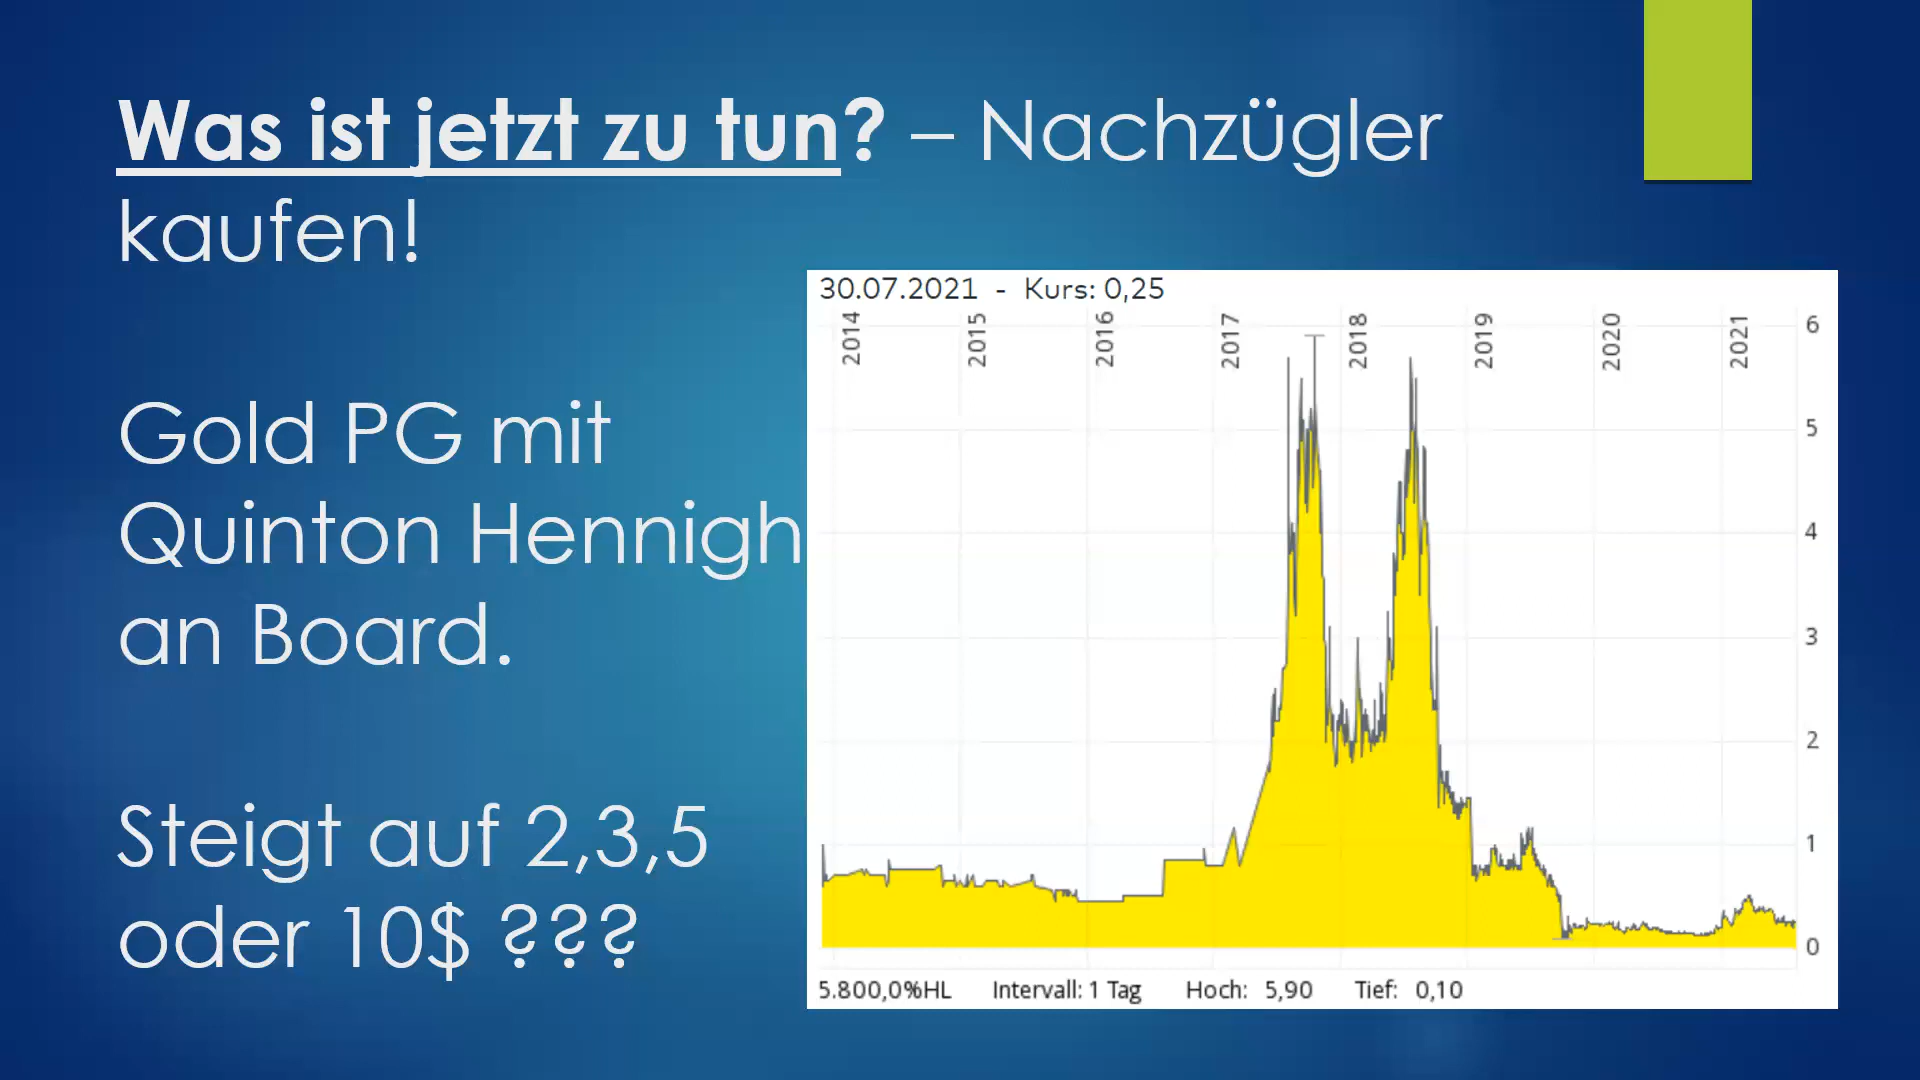 Was ist jetzt zu tun? – Nachzügler
kaufen!
Gold PG mit
Quinton Hennigh
an Board.
Steigt auf 2,3,5
oder 10$ ???
30.07.2021 - Kurs: 0,25
2014 2015 2016 2017 2018 2019 2020 2021
6
5
4
3
2
1
0
5.800,0%HL Intervall: 1 Tag Hoch: 5,90 Tief: 0,10